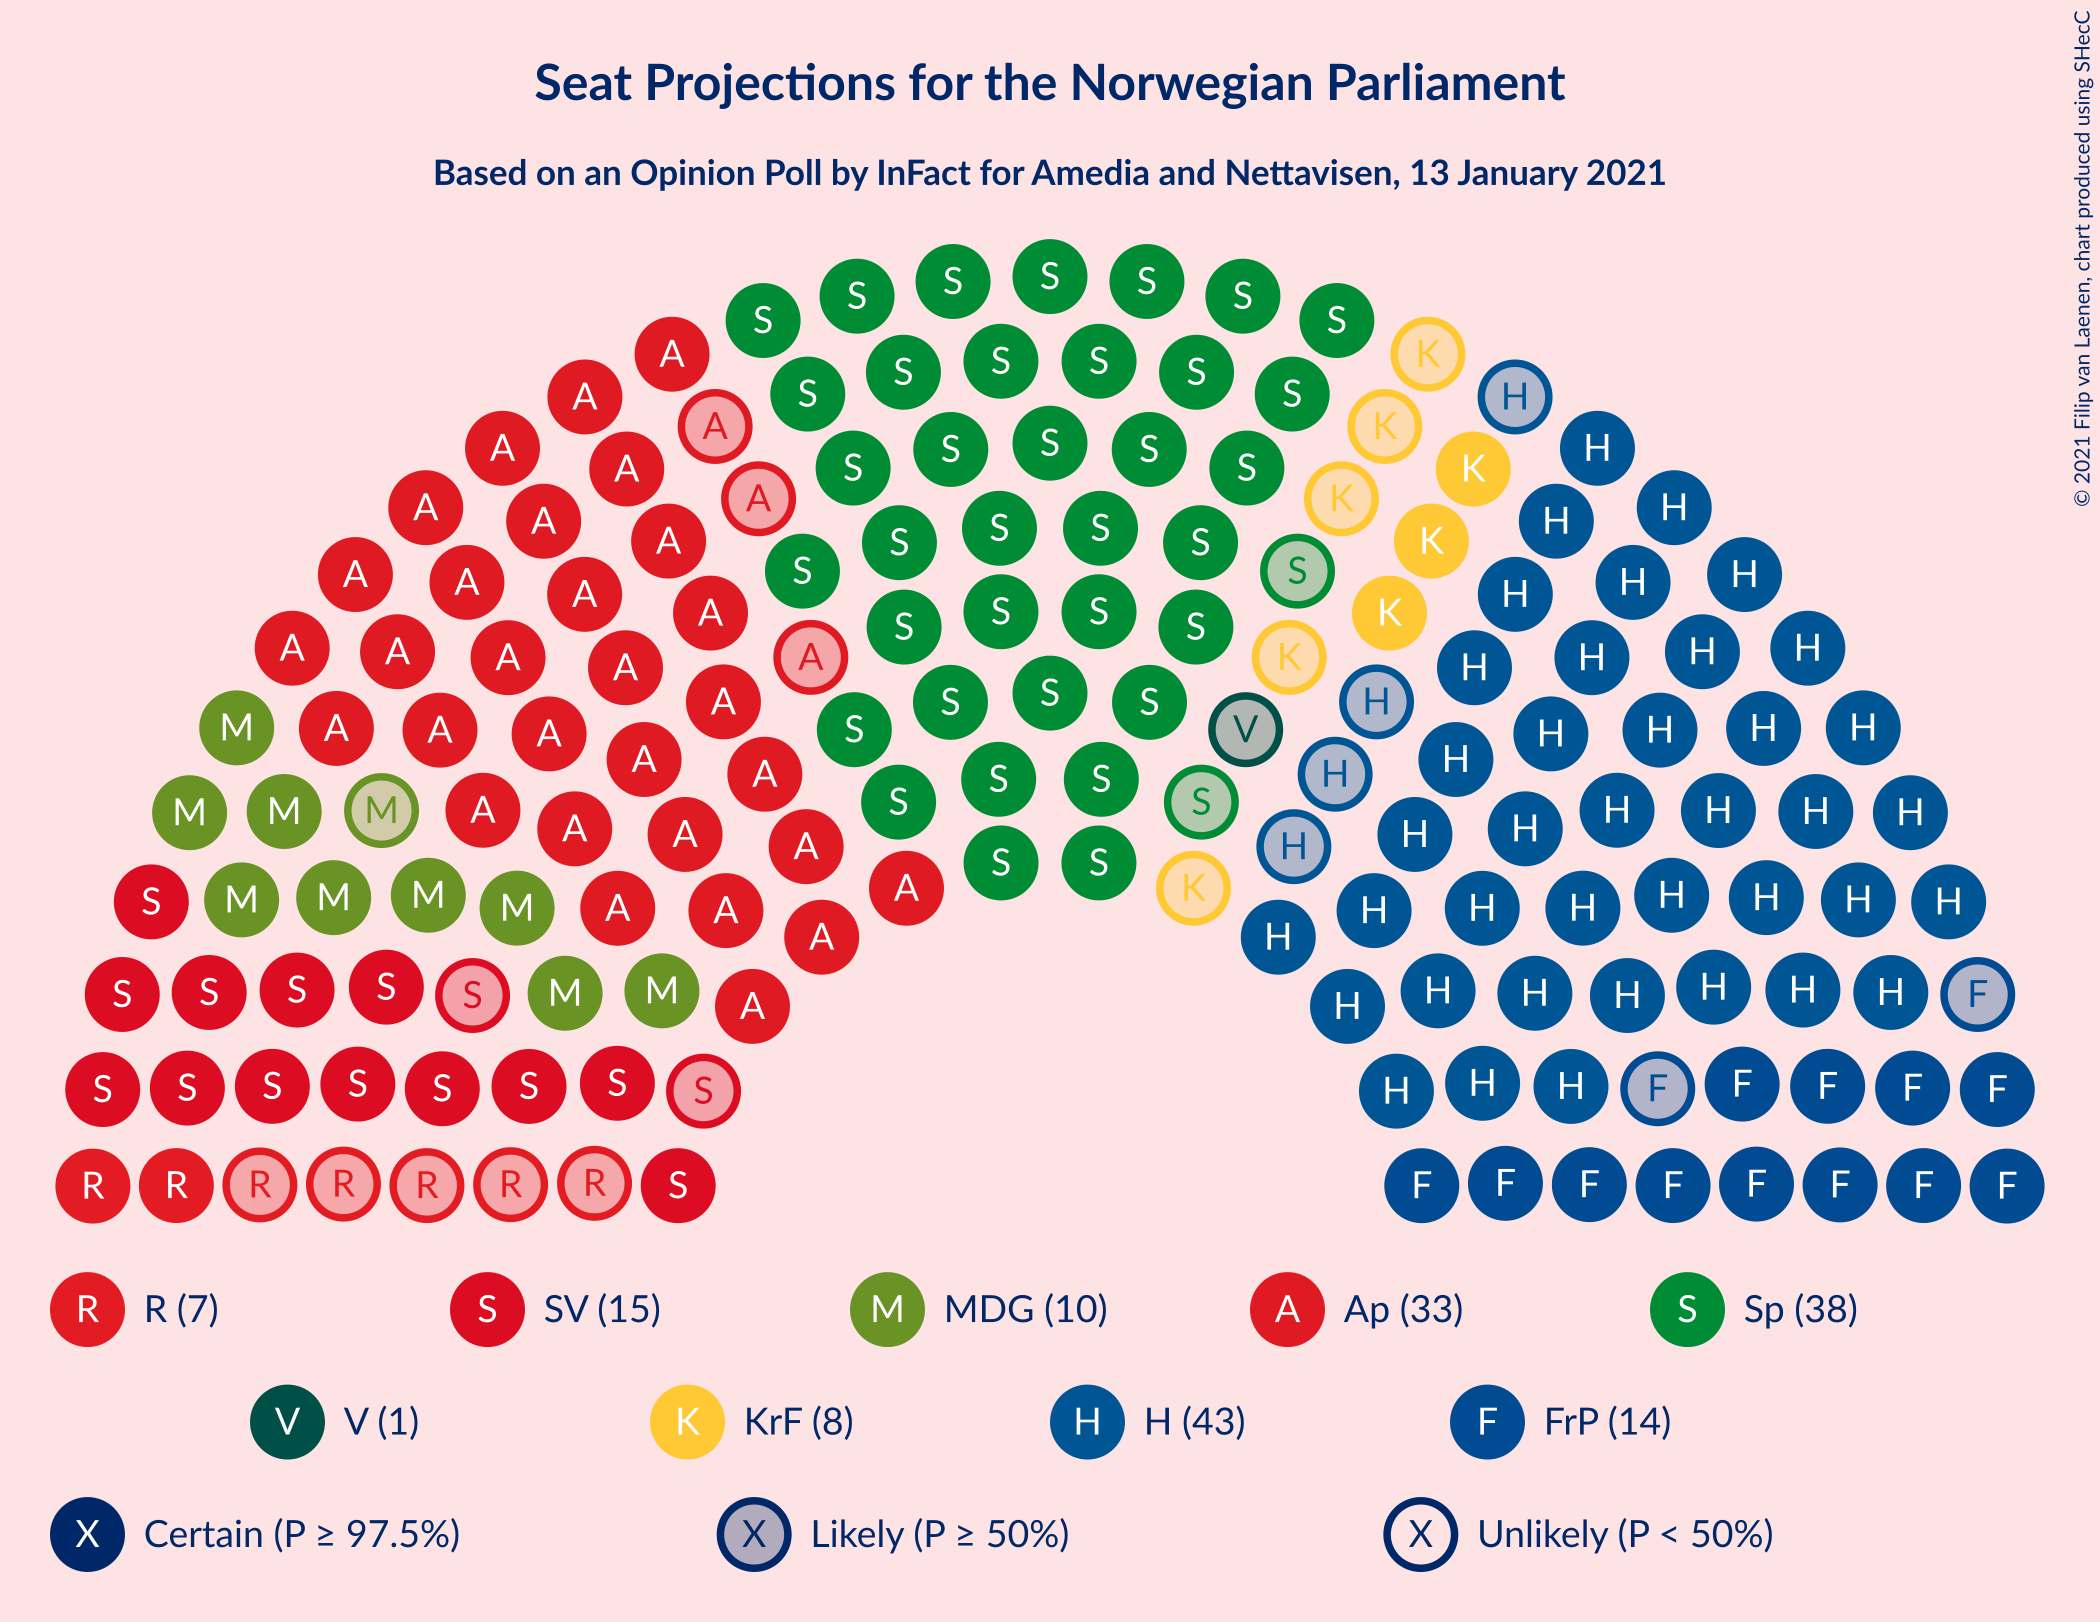 Seat Projections for the Norwegian Parliament
Based on an Opinion Poll by InFact for Amedia and Nettavisen, 13 January 2021
© 2021 Filip van Laenen, chart produced using SHecC
S S S S S S S
A S S S S S S K
A A S S S S S K H
A A A S S S S K K H
A A A S S S S S S K H H
A A A A S S S S K K H H H
A A A A A S S S S V K H H H H
M A A A A A S S S S H H H H H H
M M M A A A A S S H H H H H H H
S M M M M A A A A S S K H H H H H H H H
S S S S S M M A H H H H H H H F
S S S S S S S S H H H F F F F F
R R R R R R R S F F F F F F F F
R R (7) S SV (15) M MDG (10) A Ap (33) S Sp (38)
V V (1) K KrF (8) H H (43) F FrP (14)
X Certain (P ≥ 97.5%) X Likely (P ≥ 50%) X Unlikely (P < 50%)